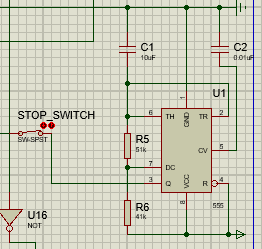 C1
10uF
C2
0.01uF
U1
1
GND
6
TH
TR
2
STOP_SWITCH
SW-SPST
R5
51k
CV
5
7
DC
3
Q
VCC
R
4
8
555
R6
41k
U16
NOT